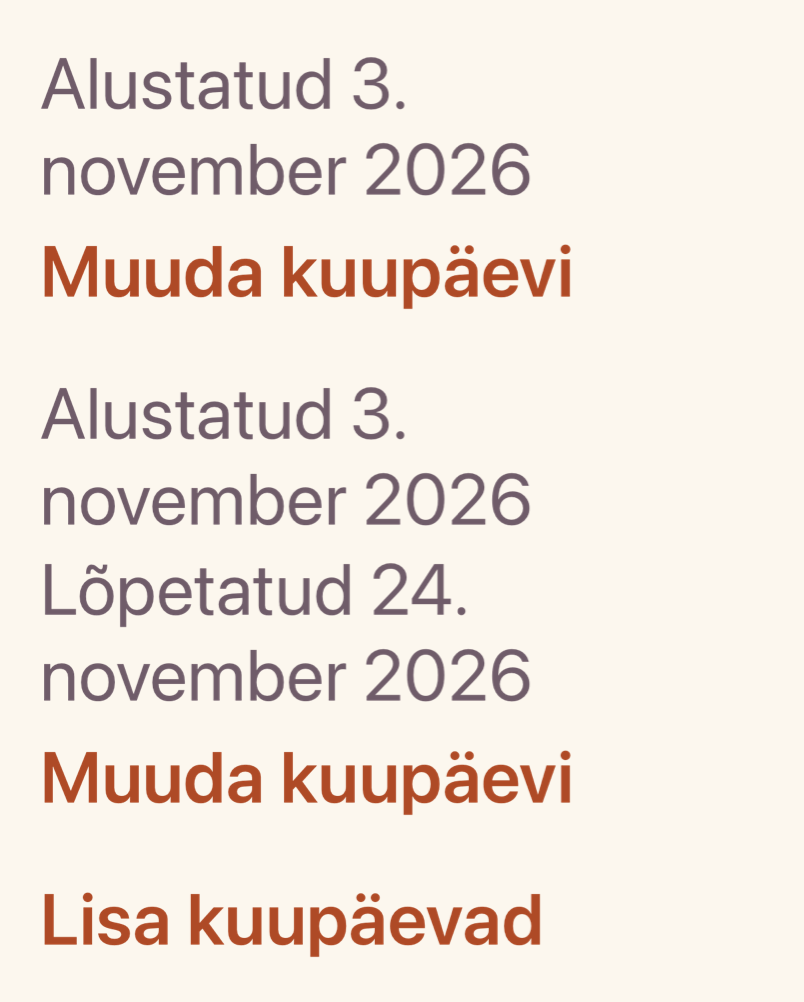 Alustatud 3.
november 2026
Muuda kuupäevi
Alustatud 3.
november 2026
Lõpetatud 24.
november 2026
Muuda kuupäevi
Lisa kuupäevad